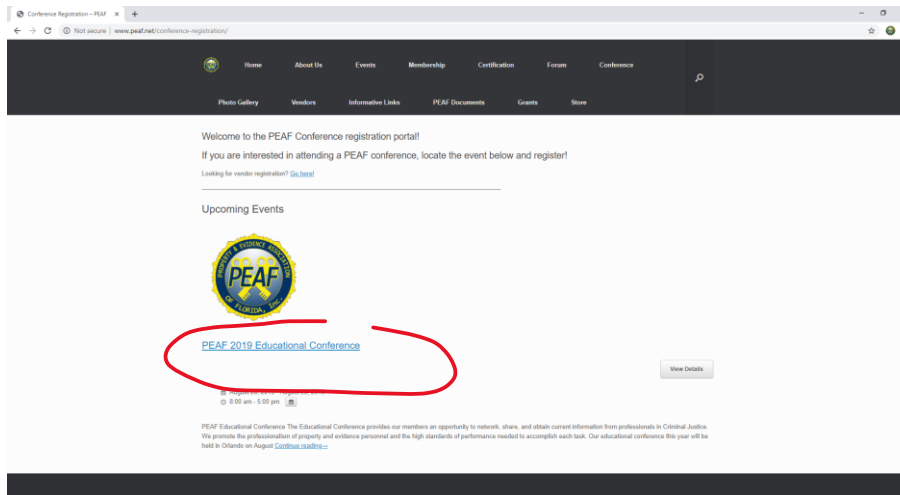 Conference Registration – PEAF
Not secure | www.peaf.net/conference-registration/
Home About Us Events Membership Certification Forum Conference
Photo Gallery Vendors Informative Links PEAF Documents Grants Store
Welcome to the PEAF Conference registration portal!
If you are interested in attending a PEAF conference, locate the event below and register!
Looking for vendor registration? Go here!
Upcoming Events
PROPERTY & EVIDENCE ASSOCIATION
PEAF
OF FLORIDA, Inc.
PEAF 2019 Educational Conference
View Details
8:00 am - 5:00 pm
PEAF Educational Conference The Educational Conference provides our members an opportunity to network, share, and obtain current information from professionals in Criminal Justice.
We promote the professionalism of property and evidence personnel and the high standards of performance needed to accomplish each task. Our educational conference this year will be
held in Orlando on August Continue reading→